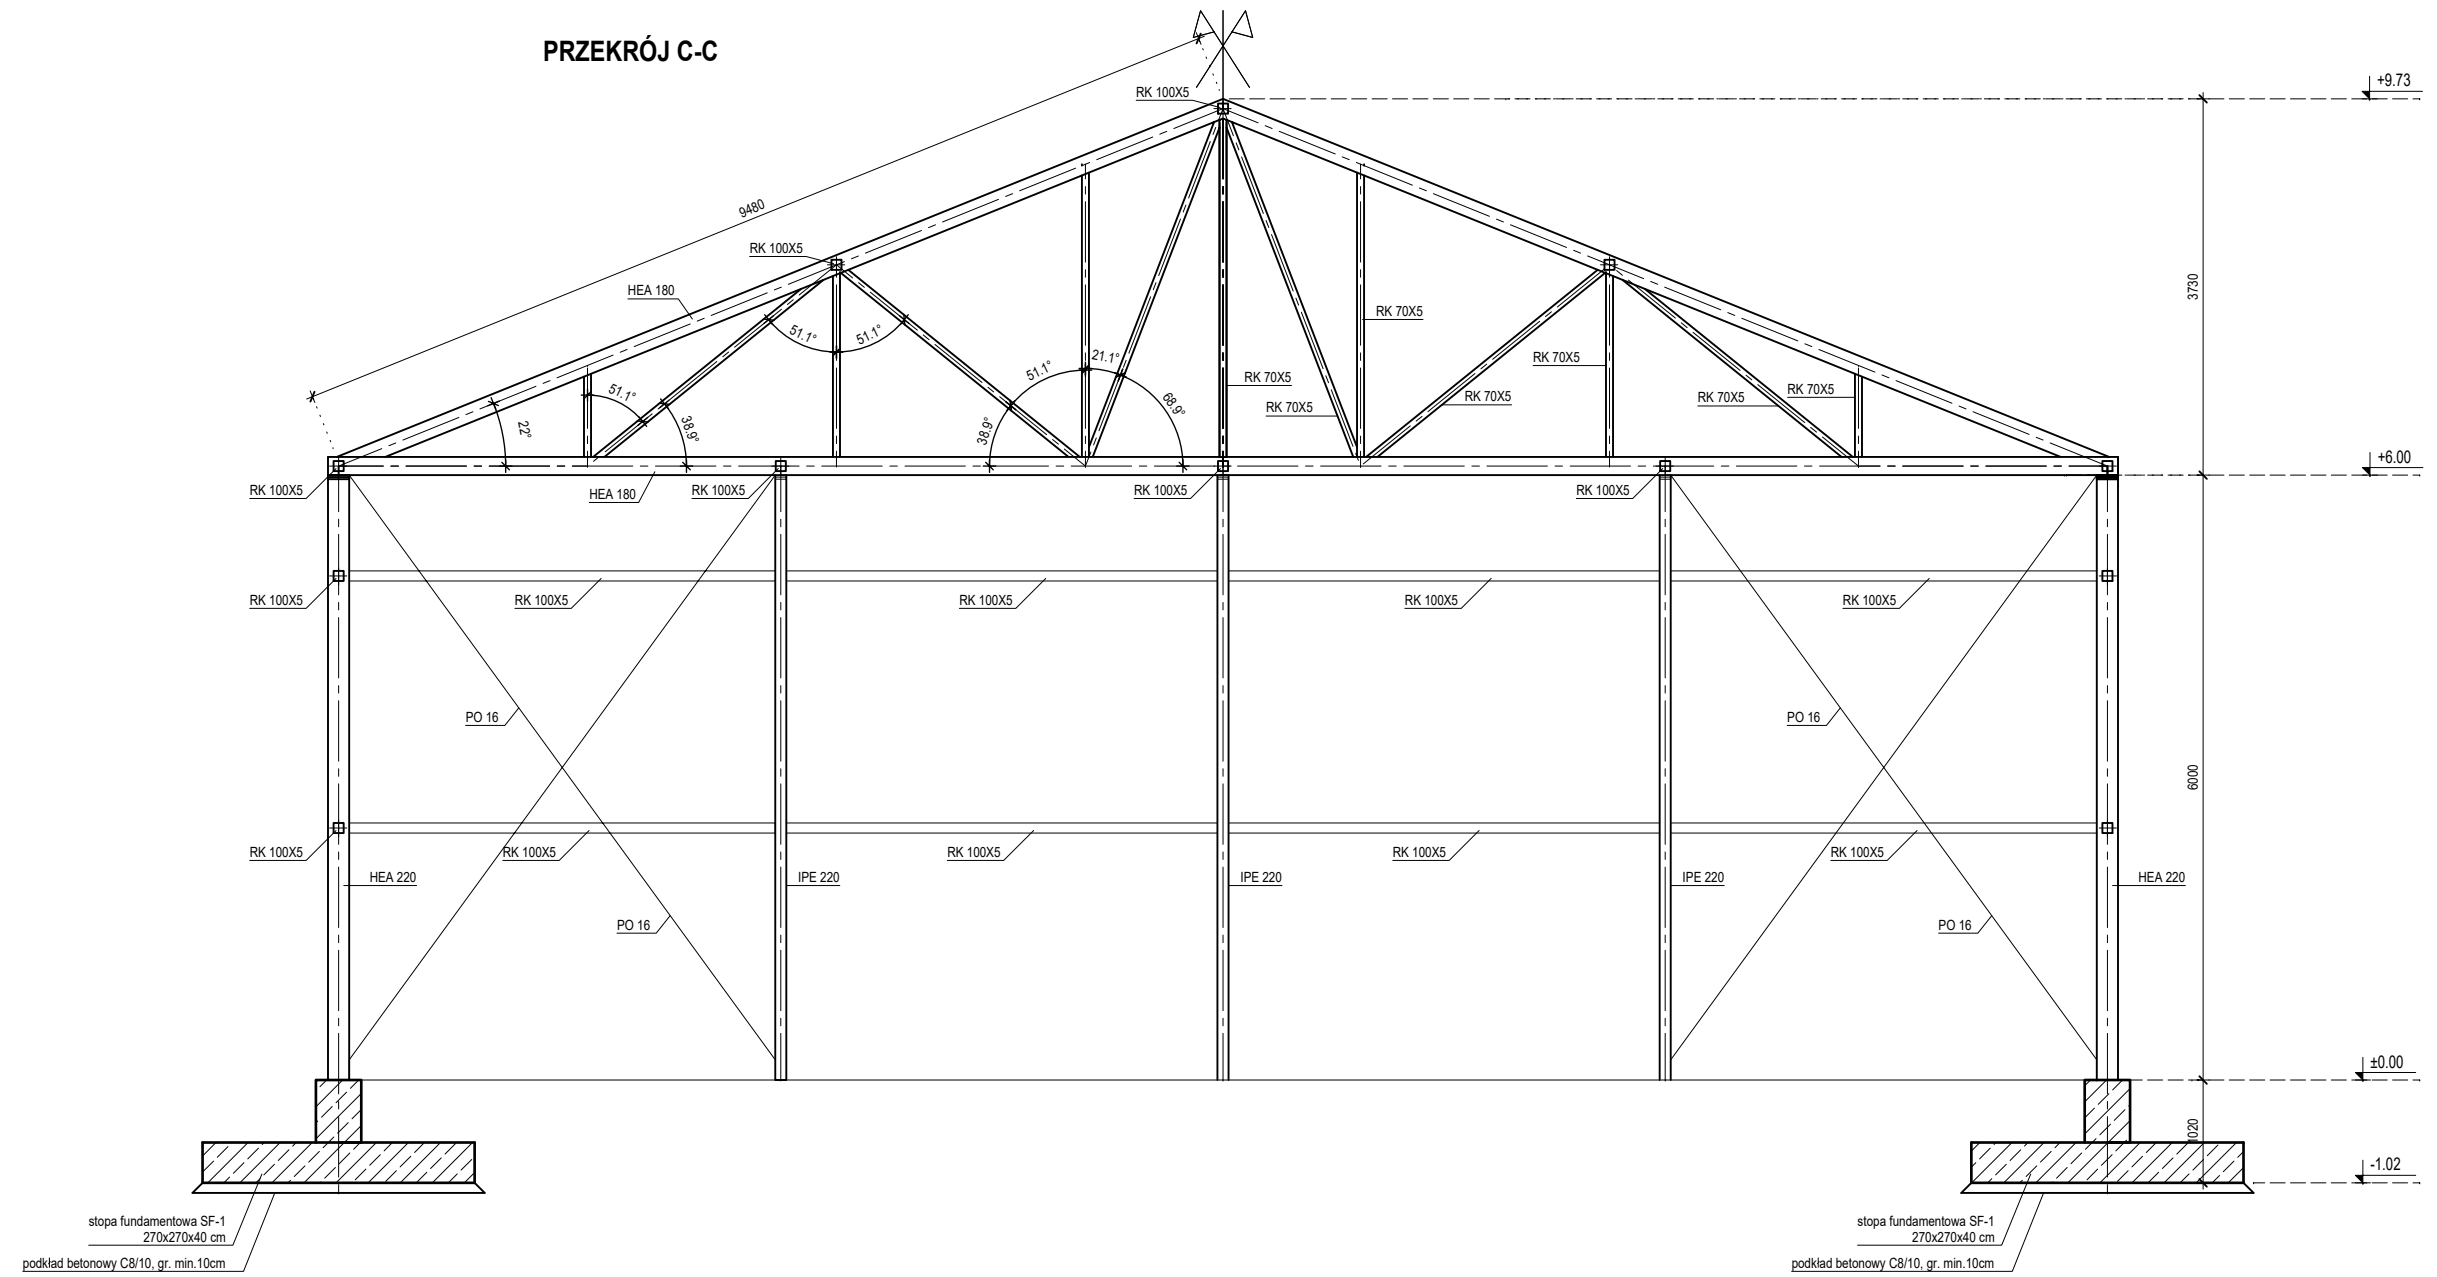 PRZEKRÓJ C-C
+9.73
RK 100X5
9480
RK 100X5
HEA 180
3730
RK 70X5
51.1°
51.1°
51.1°
21.1°
RK 70X5
RK 70X5
RK 70X5
RK 70X5
RK 70X5
RK 70X5
51.1°
38.9°
68.9°
38.9°
22°
+6.00
RK 100X5
HEA 180
RK 100X5
RK 100X5
RK 100X5
RK 100X5
RK 100X5
RK 100X5
RK 100X5
RK 100X5
PO 16
PO 16
6000
RK 100X5
RK 100X5
RK 100X5
RK 100X5
RK 100X5
HEA 220
IPE 220
IPE 220
IPE 220
HEA 220
PO 16
PO 16
±0.00
1020
-1.02
stopa fundamentowa SF-1
270x270x40 cm
podkład betonowy C8/10, gr. min.10cm
stopa fundamentowa SF-1
270x270x40 cm
podkład betonowy C8/10, gr. min.10cm